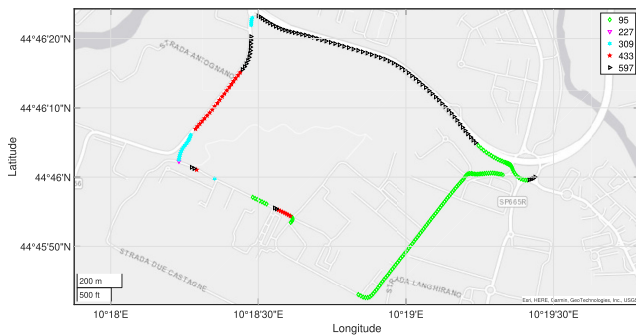 44°46'20"N
44°46'10"N
44°46'N
44°45'50"N
Latitude
10°18'E
10°18'30"E
10°19'E
10°19'30"E
Longitude
95
227
309
433
597
STRADA ANCOGNANO
SP665R
STRADA DUE CASTAGNE
LANGHIRANO
200 m
500 ft
Esri, HERE, Garmin, GeoTechnologies, Inc., USGS